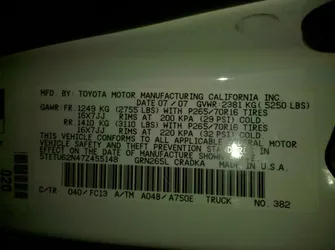 MFD. BY: TOYOTA MOTOR MANUFACTURING CALIFORNIA INC.
DATE 07/07 GVWR: 2381 KG ( 5250 LBS)
GAWR: FR. 1249 KG (2755 LBS) WITH P265/70R16 TIRES
16X7JJ RIMS AT 200 KPA (29 PSI) COLD
RR. 1410 KG (3110 LBS) WITH P265/70R16 TIRES
16X7JJ RIMS AT 220 KPA (32 PSI) COLD
THIS VEHICLE CONFORMS TO ALL APPLICABLE FEDERAL MOTOR
VEHICLE SAFETY AND THEFT PREVENTION STANDARDS IN
EFFECT ON THE DATE OF MANUFACTURE SHOWN ABOVE.
5TETU62N47Z455148 GRN265L CRADKA MADE IN U.S.A.
C/TR 040/FC13 A/TM A04B/A750E TRUCK NO. 382
020